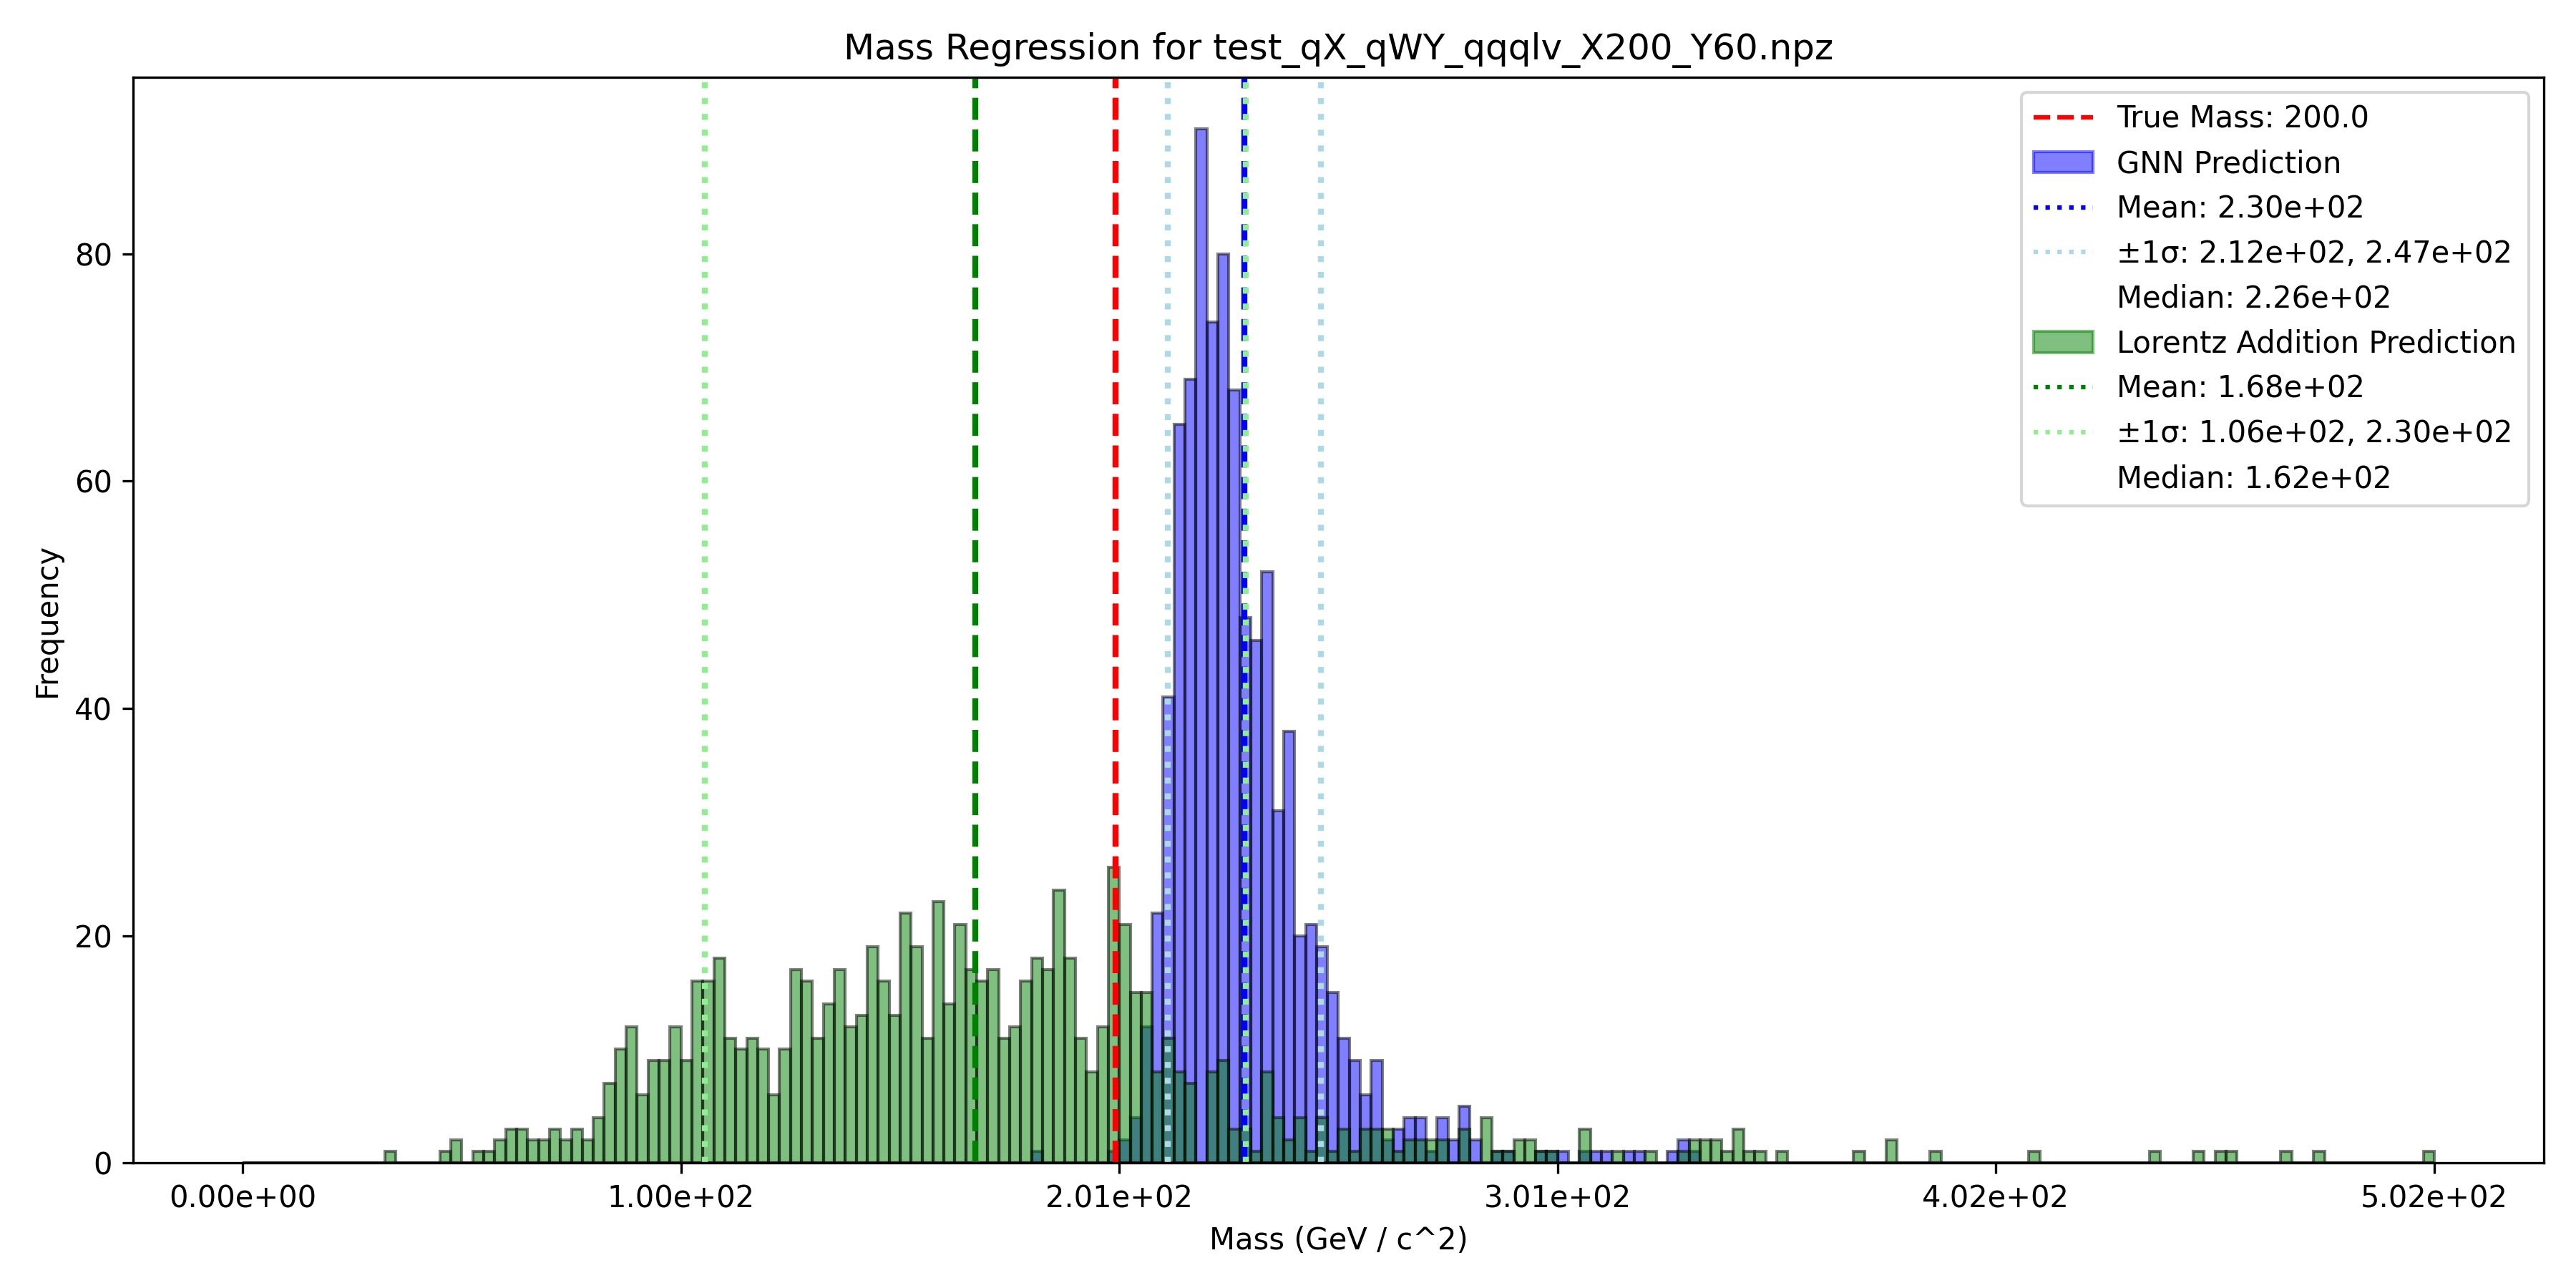 Mass Regression for test_qX_qWY_qqqlv_X200_Y60.npz
True Mass: 200.0
GNN Prediction
Mean: 2.30e+02
±1σ: 2.12e+02, 2.47e+02
Median: 2.26e+02
Lorentz Addition Prediction
Mean: 1.68e+02
±1σ: 1.06e+02, 2.30e+02
Median: 1.62e+02
Frequency
80
60
40
20
0
0.00e+00 1.00e+02 2.01e+02 3.01e+02 4.02e+02 5.02e+02
Mass (GeV / c^2)